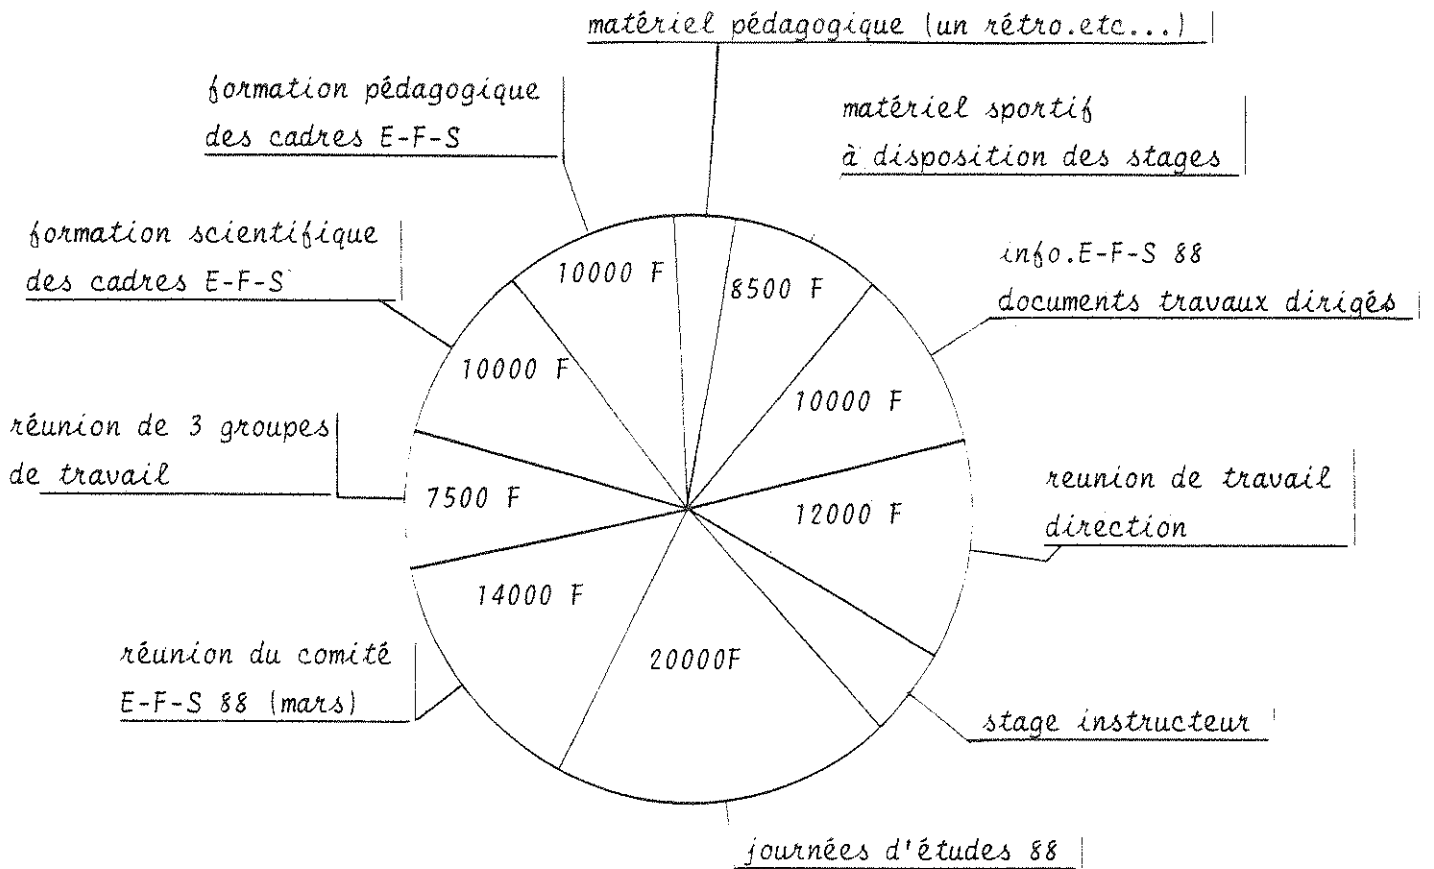 matériel pédagogique (un rétro.etc...)
formation pédagogique
des cadres E-F-S
matériel sportif
à disposition des stages
formation scientifique
des cadres E-F-S
info.E-F-S 88
documents travaux dirigés
10000 F
8500 F
10000 F
10000 F
réunion de 3 groupes
de travail
7500 F
12000 F
reunion de travail
direction
14000 F
20000F
réunion du comité
E-F-S 88 (mars)
stage instructeur
journées d'études 88